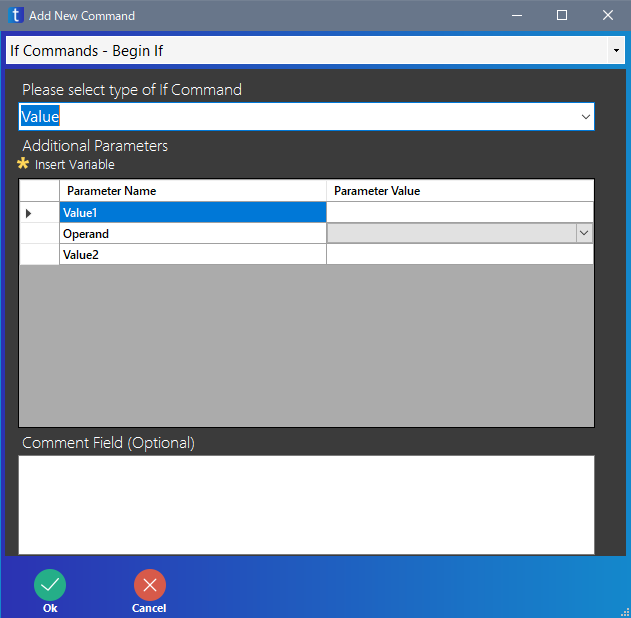 t Add New Command
If Commands - Begin If
Please select type of If Command
Value
Additional Parameters
Insert Variable
Parameter Name Parameter Value
Value1
Operand
Value2
Comment Field (Optional)
Ok Cancel